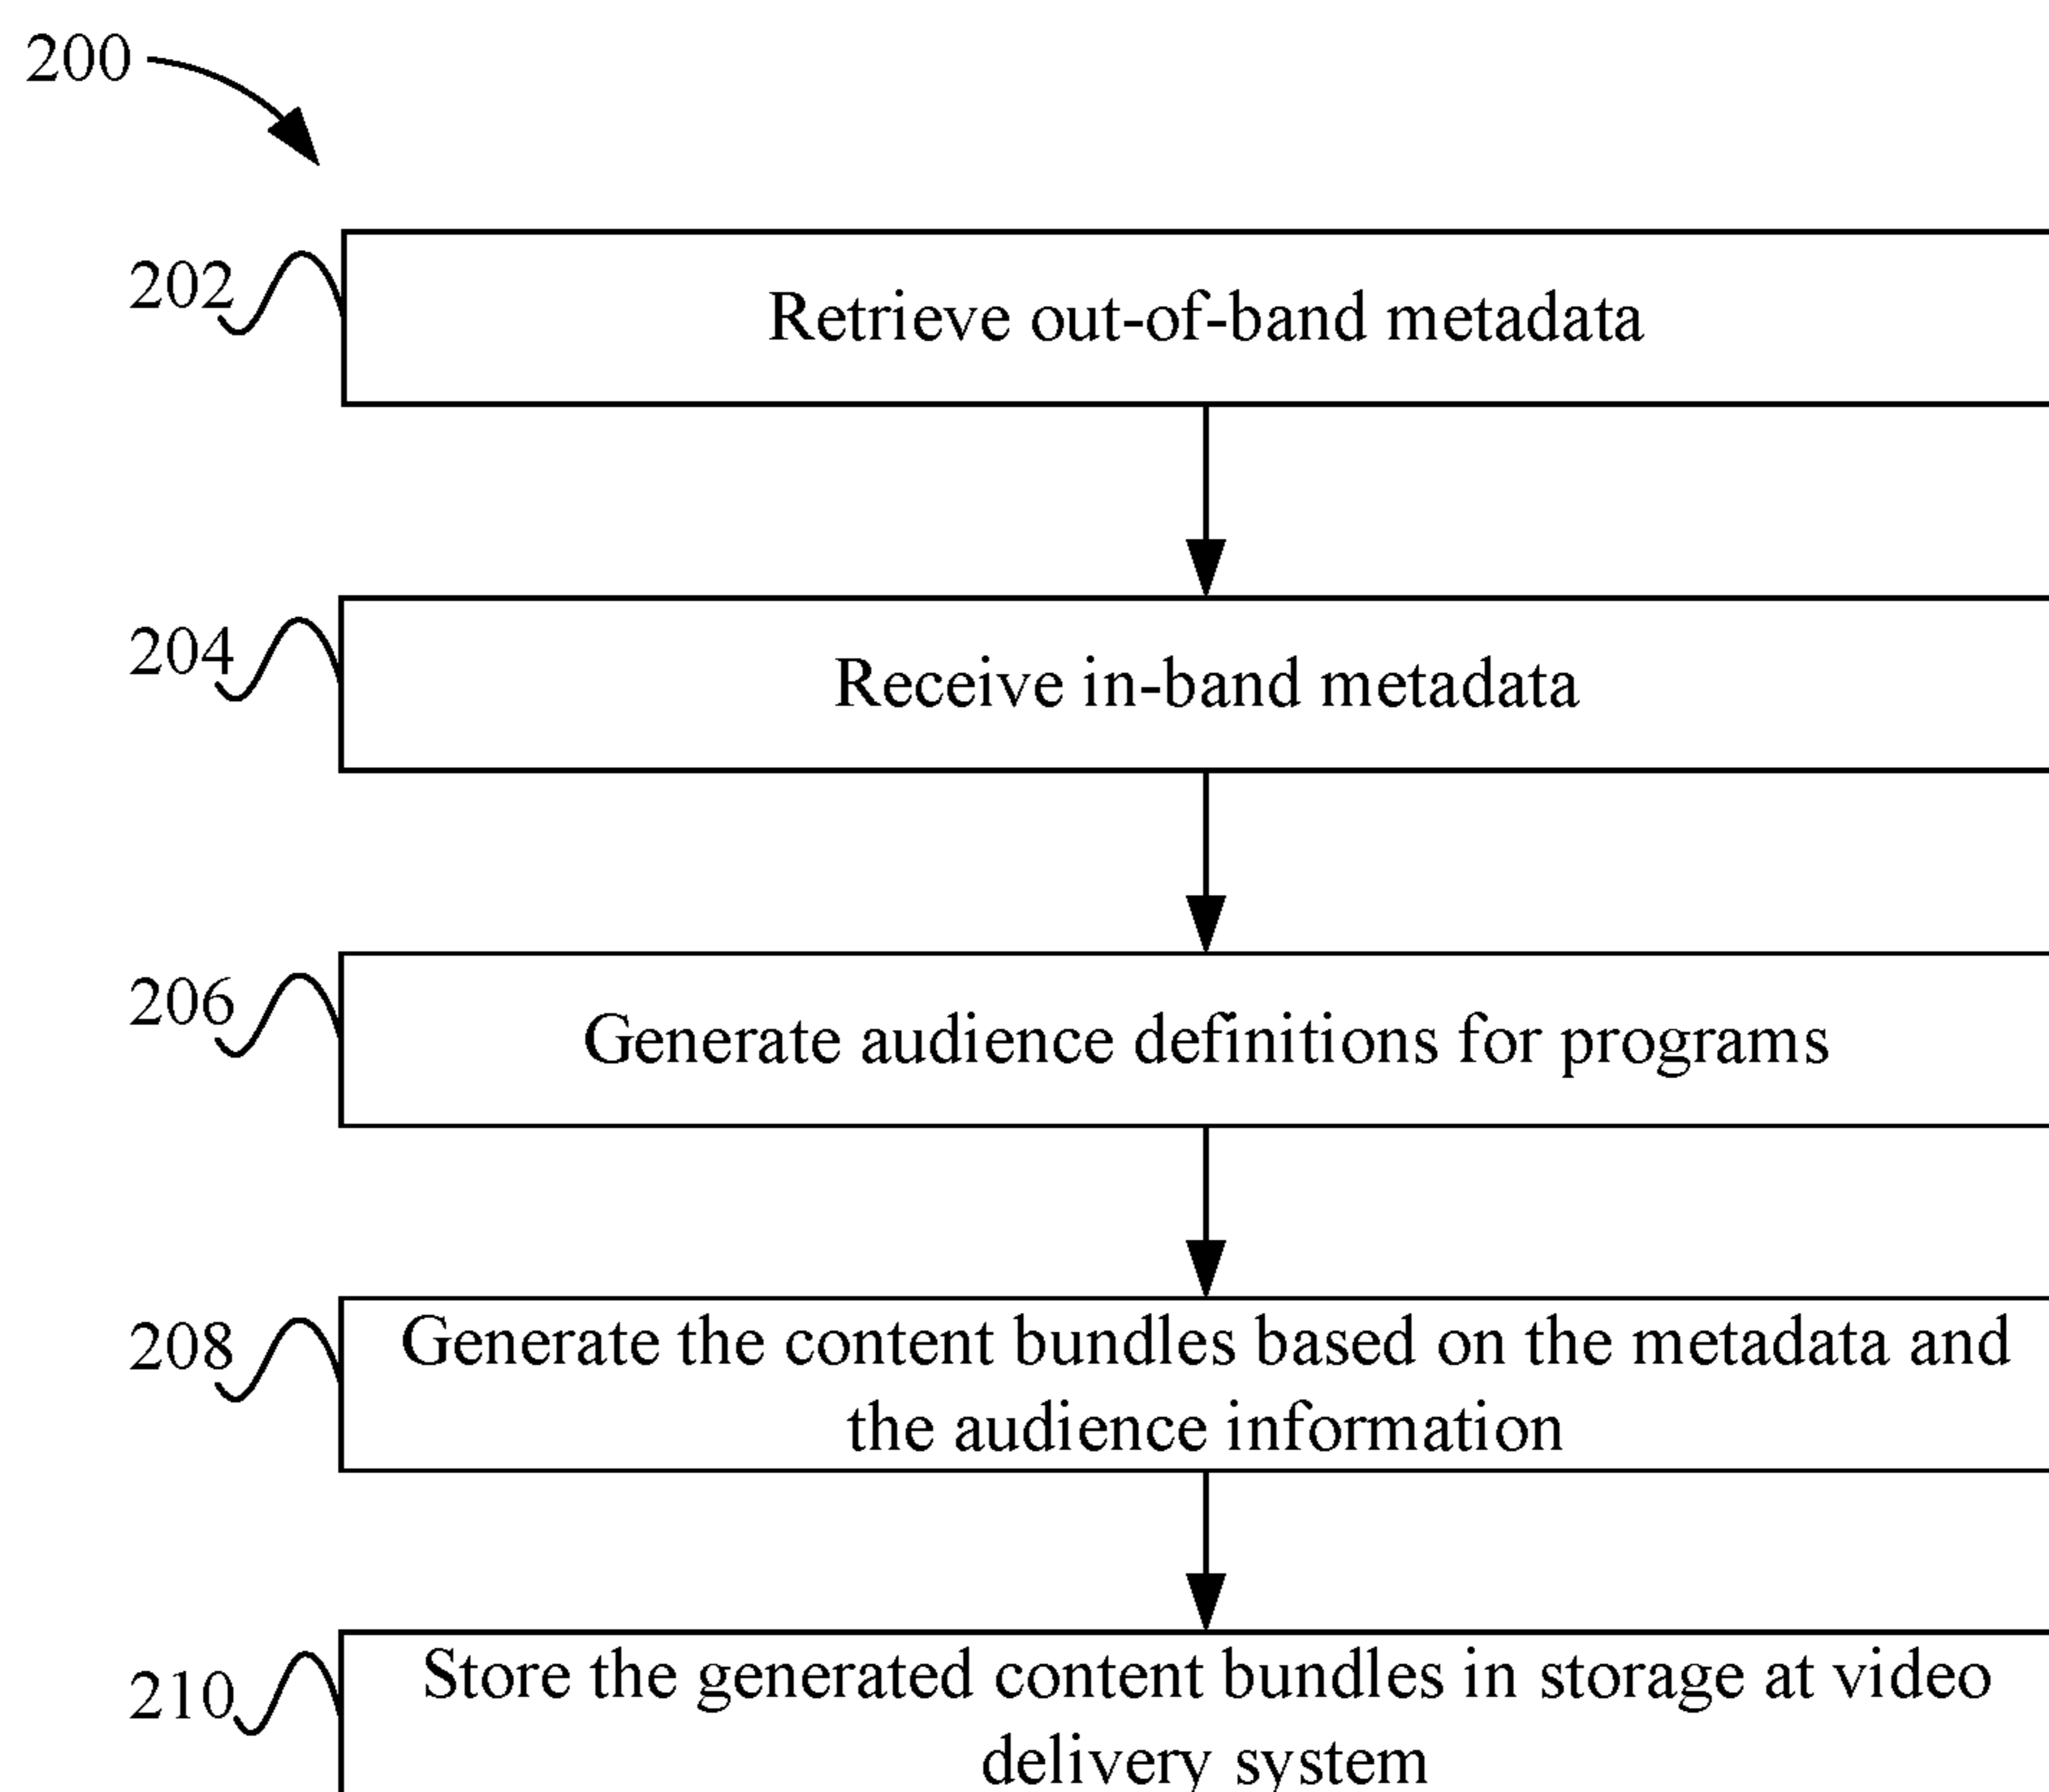 200
202
Retrieve out-of-band metadata
204
Receive in-band metadata
206
Generate audience definitions for programs
208
Generate the content bundles based on the metadata and
the audience information
210
Store the generated content bundles in storage at video
delivery system